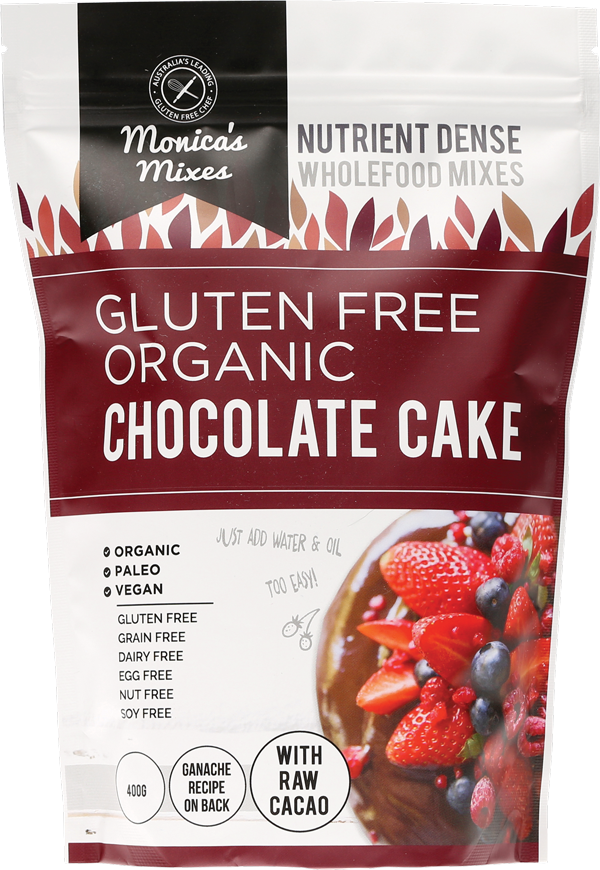 AUSTRALIA'S LEADING
GLUTEN FREE CHEF
Monica's
Mixes
NUTRIENT DENSE
WHOLEFOOD MIXES
GLUTEN FREE
ORGANIC
CHOCOLATE CAKE
JUST ADD WATER & OIL
TOO EASY!
ORGANIC
PALEO
VEGAN
GLUTEN FREE
GRAIN FREE
DAIRY FREE
EGG FREE
NUT FREE
SOY FREE
400G
GANACHE
RECIPE
ON BACK
WITH
RAW
CACAO